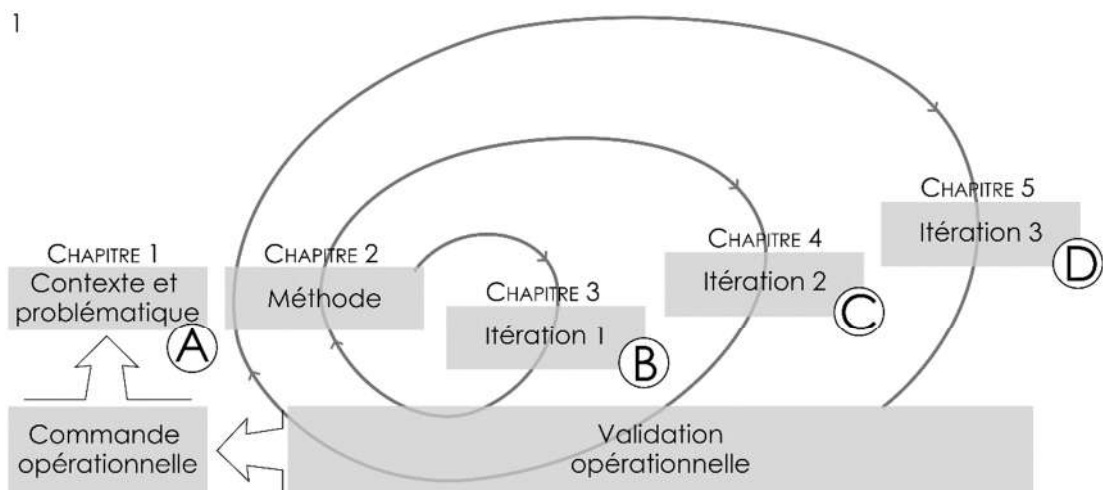 1
CHAPITRE 1
Contexte et
problématique
A
CHAPITRE 2
Méthode
CHAPITRE 3
Itération 1
B
CHAPITRE 4
Itération 2
C
CHAPITRE 5
Itération 3
D
Commande
opérationnelle
Validation
opérationnelle